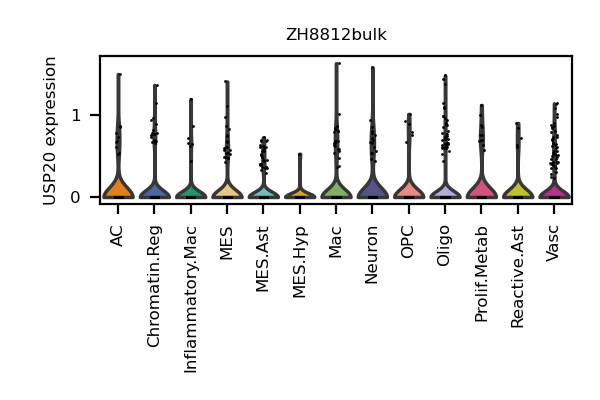 ZH8812bulk
USP20 expression
1
0
AC
Chromatin.Reg
Inflammatory.Mac
MES
MES.Ast
MES.Hyp
Mac
Neuron
OPC
Oligo
Prolif.Metab
Reactive.Ast
Vasc